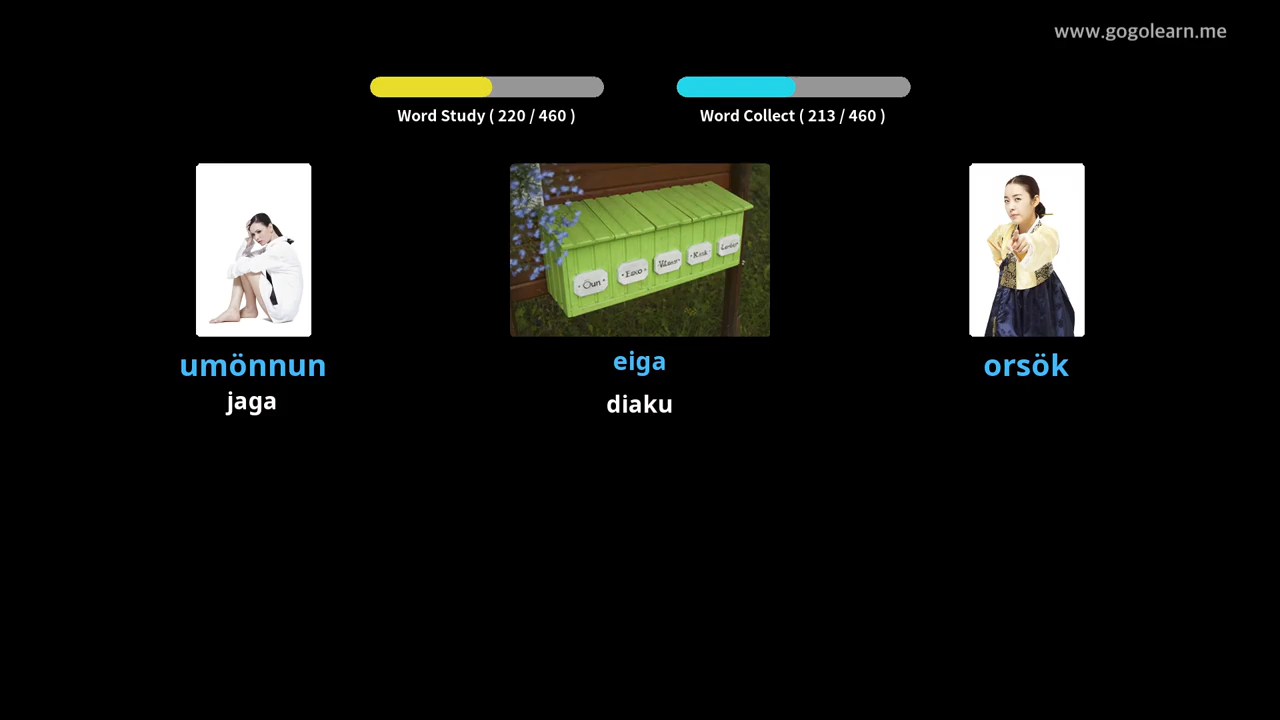 www.gogolearn.me
Word Study ( 220 / 460 )
Word Collect ( 213 / 460 )
umönnun
jaga
eiga
diaku
orsök